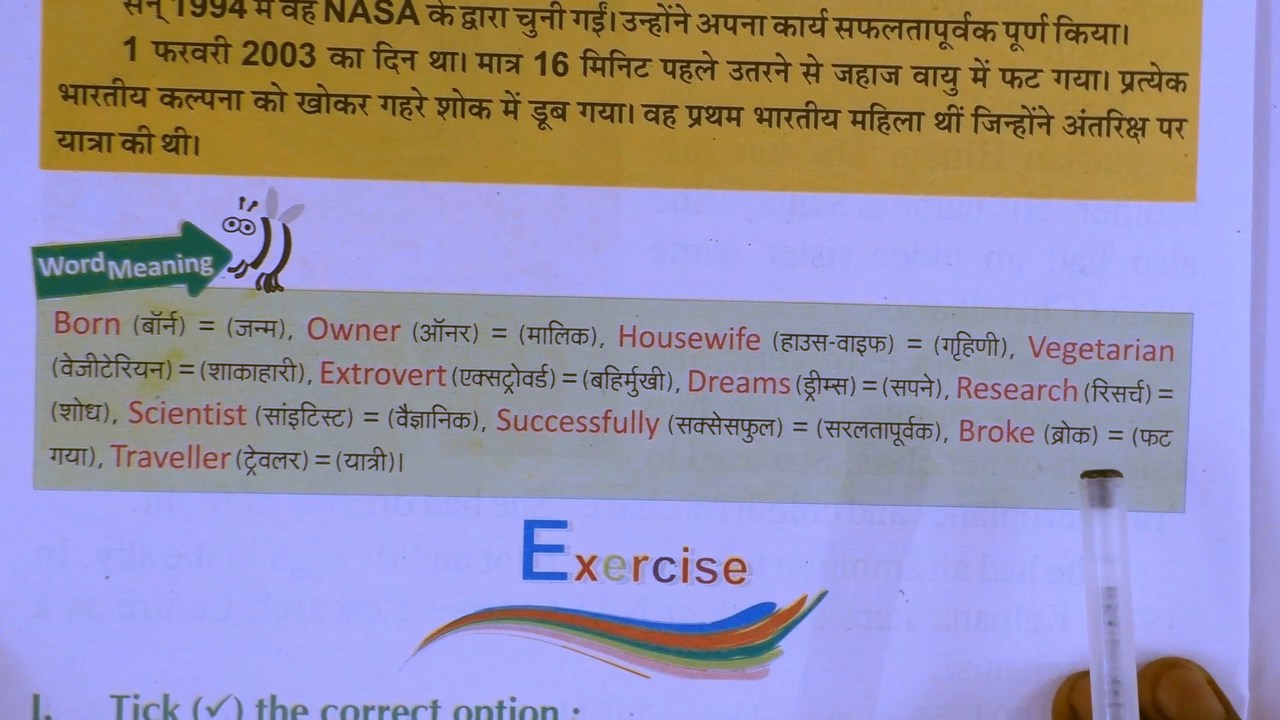 सन् 1994 में वह NASA के द्वारा चुनी गईं। उन्होंने अपना कार्य सफलतापूर्वक पूर्ण किया।
1 फरवरी 2003 का दिन था। मात्र 16 मिनिट पहले उतरने से जहाज वायु में फट गया। प्रत्येक
भारतीय कल्पना को खोकर गहरे शोक में डूब गया। वह प्रथम भारतीय महिला थीं जिन्होंने अंतरिक्ष पर
यात्रा की थी।
Word Meaning
Born (बॉर्न) = (जन्म), Owner (ऑनर) = (मालिक), Housewife (हाउस-वाइफ) = (गृहिणी), Vegetarian
(वेजीटेरियन) = (शाकाहारी), Extrovert (एक्सट्रोवर्ड) = (बहिर्मुखी), Dreams (ड्रीम्स) = (सपने), Research (रिसर्च) =
(शोध), Scientist (सांइटिस्ट) = (वैज्ञानिक), Successfully (सक्सेसफुल) = (सरलतापूर्वक), Broke (ब्रोक) = (फट
गया), Traveller (ट्रेवलर) = (यात्री)।
Exercise
I. Tick (✓) the correct option :